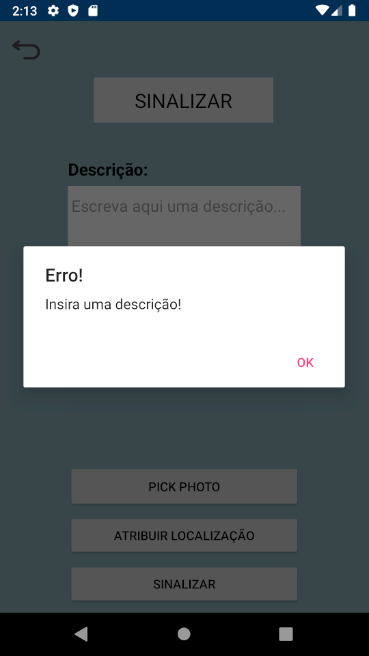 2:13
SINALIZAR
Descrição:
Escreva aqui uma descrição...
Erro!
Insira uma descrição!
OK
PICK PHOTO
ATRIBUIR LOCALIZAÇÃO
SINALIZAR